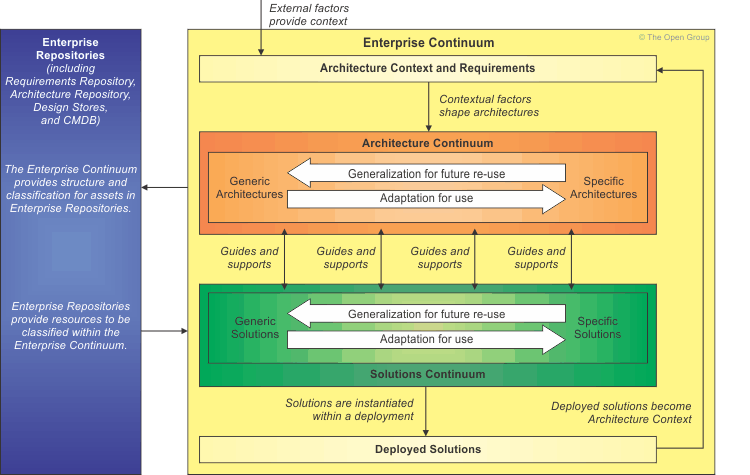 External factors
provide context
© The Open Group
Enterprise
Repositories
(including
Requirements Repository,
Architecture Repository,
Design Stores,
and CMDB)
The Enterprise Continuum
provides structure and
classification for assets in
Enterprise Repositories.
Enterprise Repositories
provide resources to be
classified within the
Enterprise Continuum.
Enterprise Continuum
Architecture Context and Requirements
Contextual factors
shape architectures
Architecture Continuum
Generic
Architectures
Generalization for future re-use
Adaptation for use
Specific
Architectures
Guides and
supports
Guides and
supports
Guides and
supports
Guides and
supports
Generic
Solutions
Generalization for future re-use
Adaptation for use
Specific
Solutions
Solutions Continuum
Solutions are instantiated
within a deployment
Deployed solutions become
Architecture Context
Deployed Solutions